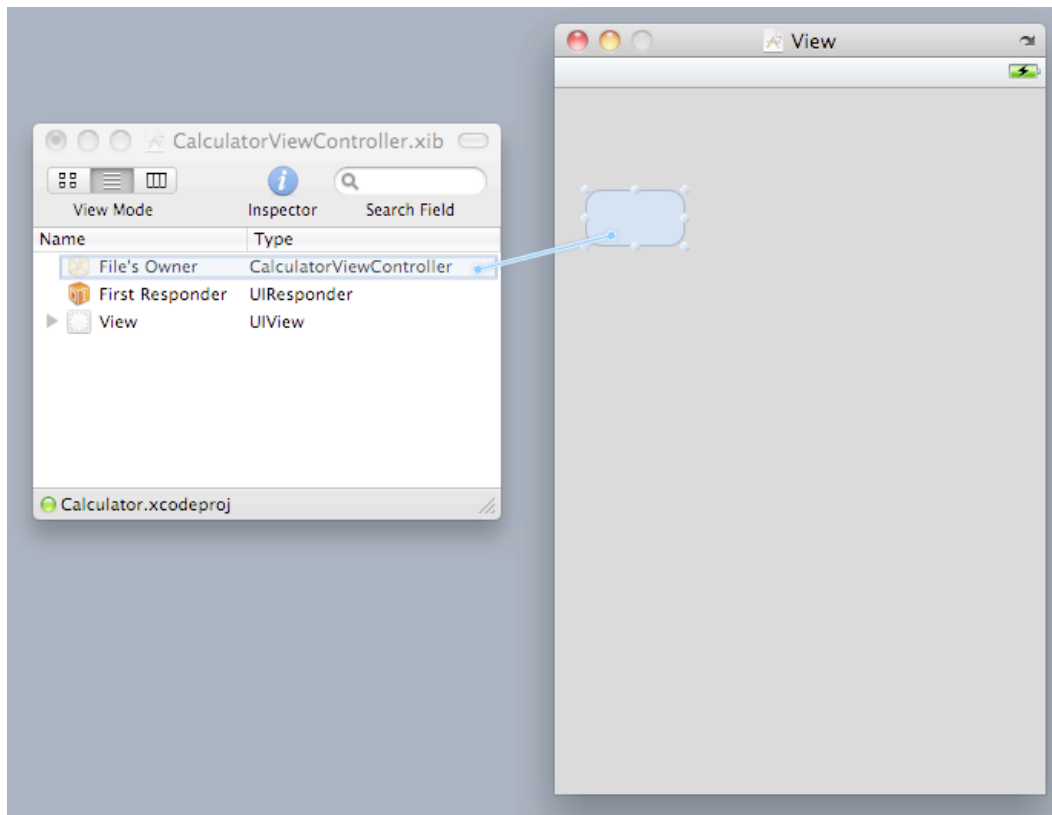 View
CalculatorViewController.xib
View Mode Inspector Search Field
Name Type
File's Owner CalculatorViewController
First Responder UIResponder
View UIView
Calculator.xcodeproj